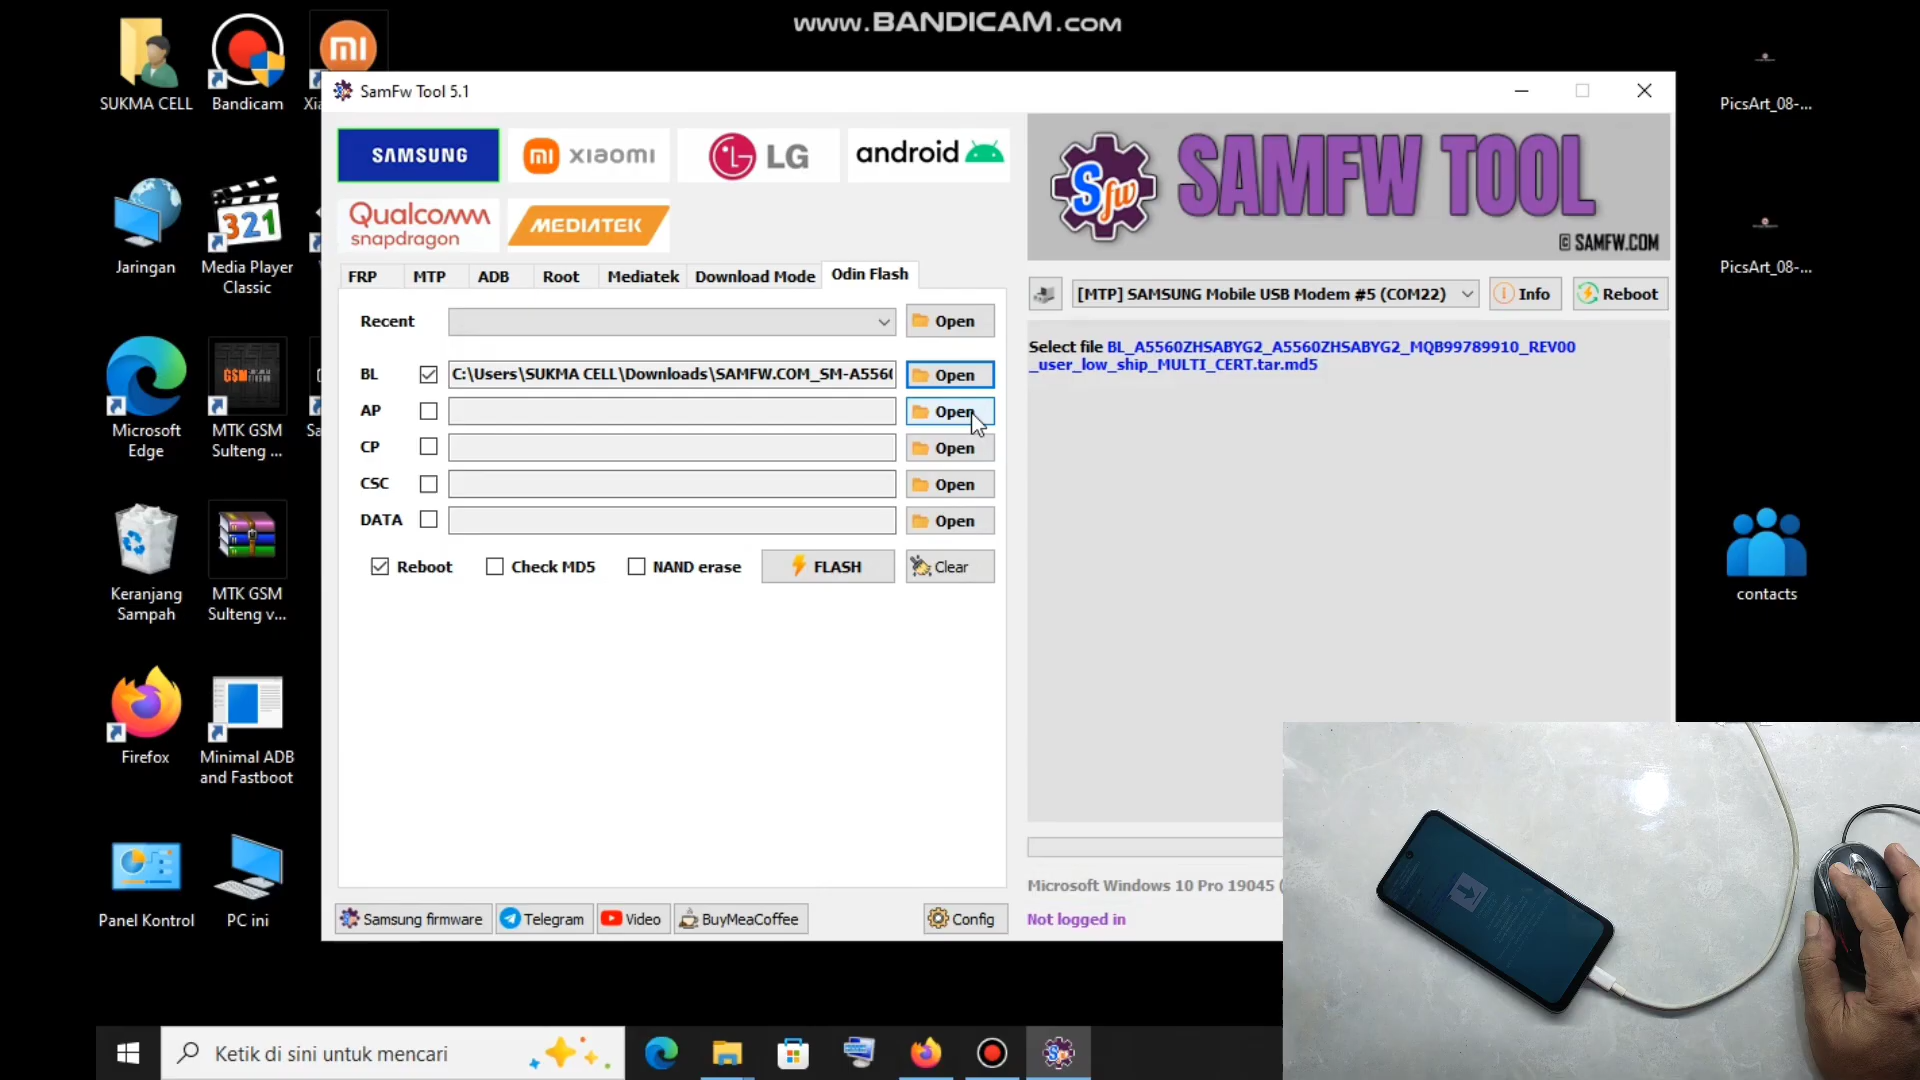 www.BANDICAM.com
SUKMA CELL
Bandicam
SamFw Tool 5.1
PicsArt_08-...
SAMSUNG
xiaomi
LG
android
Qualcomm
snapdragon
MEDIATEK
SAMFW TOOL
Sfw
© SAMFW.COM
Jaringan
Media Player
Classic
PicsArt_08-...
FRP
MTP
ADB
Root
Mediatek
Download Mode
Odin Flash
[MTP] SAMSUNG Mobile USB Modem #5 (COM22)
Info
Reboot
Recent
Open
Select file BL_A5560ZHSABYG2_A5560ZHSABYG2_MQB99789910_REV00
_user_low_ship_MULTI_CERT.tar.md5
BL
C:\Users\SUKMA CELL\Downloads\SAMFW.COM_SM-A556
Open
AP
Open
CP
Open
CSC
Open
DATA
Open
Microsoft
Edge
MTK GSM
Sulteng ...
Reboot
Check MD5
NAND erase
FLASH
Clear
Keranjang
Sampah
MTK GSM
Sulteng v...
contacts
Firefox
Minimal ADB
and Fastboot
Microsoft Windows 10 Pro 19045 (
Panel Kontrol
PC ini
Samsung firmware
Telegram
Video
BuyMeaCoffee
Config
Not logged in
Ketik di sini untuk mencari